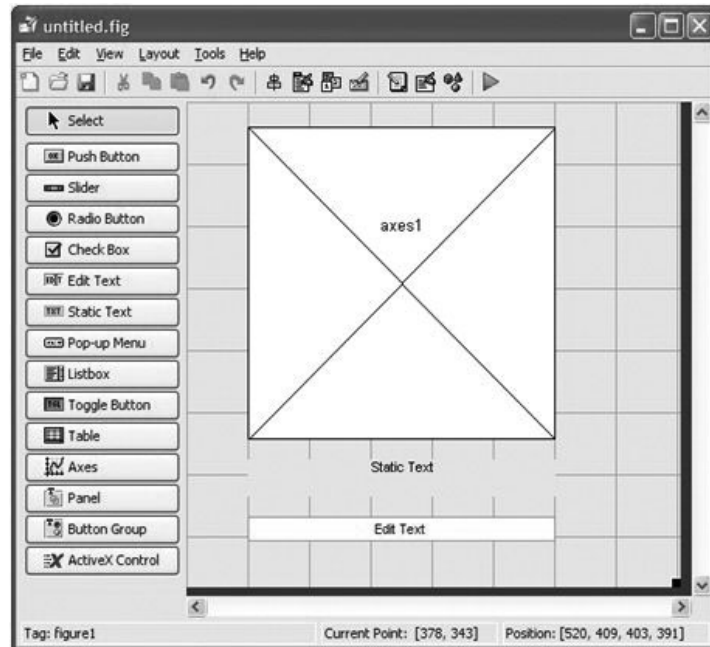 untitled.fig
File Edit View Layout Tools Help
Select
Push Button
Slider
Radio Button
Check Box
Edit Text
Static Text
Pop-up Menu
Listbox
Toggle Button
Table
Axes
Panel
Button Group
ActiveX Control
axes1
Static Text
Edit Text
Tag: figure1 Current Point: [378, 343] Position: [520, 409, 403, 391]